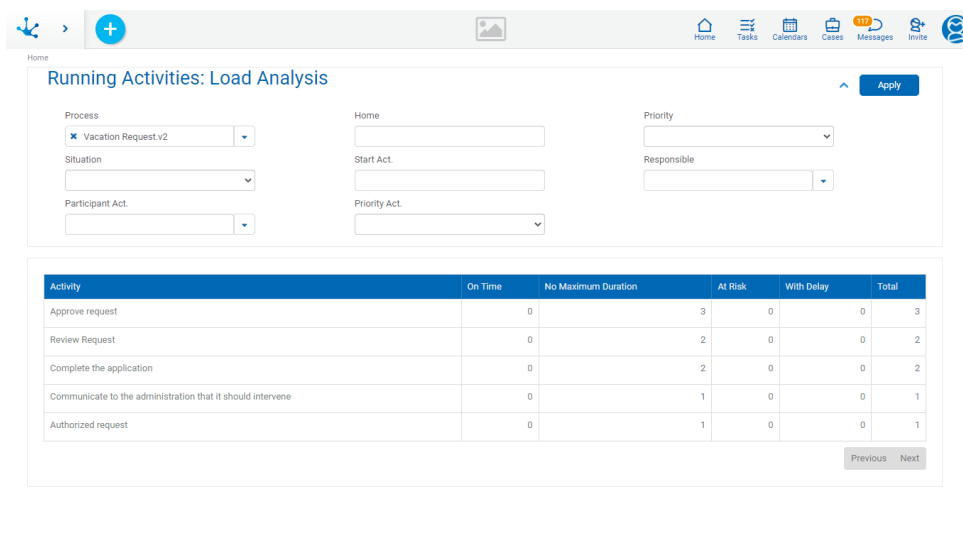 117
Home Tasks Calendars Cases Messages Invite
Home
Running Activities: Load Analysis
Apply
Process Home Priority
Vacation Request.v2
Situation Start Act. Responsible
Participant Act. Priority Act.
Activity On Time No Maximum Duration At Risk With Delay Total
Approve request 0 3 0 0 3
Review Request 0 2 0 0 2
Complete the application 0 2 0 0 2
Communicate to the administration that it should intervene 0 1 0 0 1
Authorized request 0 1 0 0 1
Previous Next